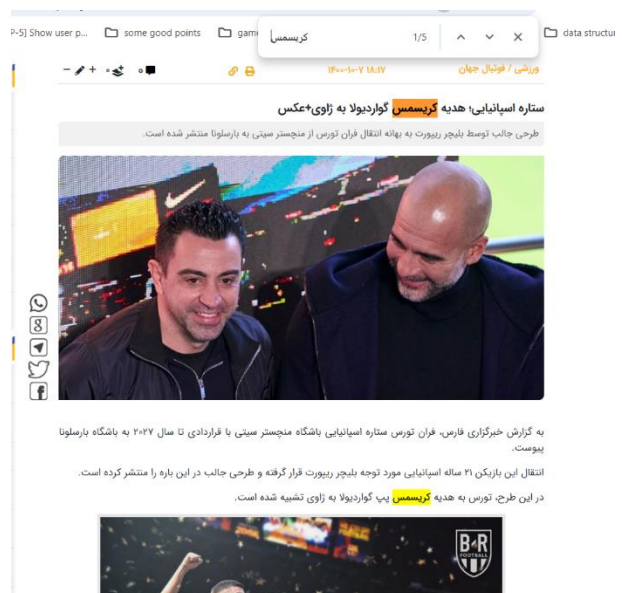 P-5] Show user p...
some good points
gam
کریسمس
1/5
data structur
ورزشی / فوتبال جهان
۱۴۰۰-۱۰-۷ ۱۸:۱۷
ستاره اسپانیایی؛ هدیه کریسمس گواردیولا به ژاوی+عکس
طرحی جالب توسط بلیچر ریپورت به بهانه انتقال فران تورس از منچستر سیتی به بارسلونا منتشر شده است.
به گزارش خبرگزاری فارس، فران تورس ستاره اسپانیایی باشگاه منچستر سیتی با قراردادی تا سال ۲۰۲۷ به باشگاه بارسلونا
پیوست.
انتقال این بازیکن ۲۱ ساله اسپانیایی مورد توجه بلیچر ریپورت قرار گرفته و طرحی جالب در این باره را منتشر کرده است.
در این طرح، تورس به هدیه کریسمس پپ گواردیولا به ژاوی تشبیه شده است.
B/R
FOOTBALL